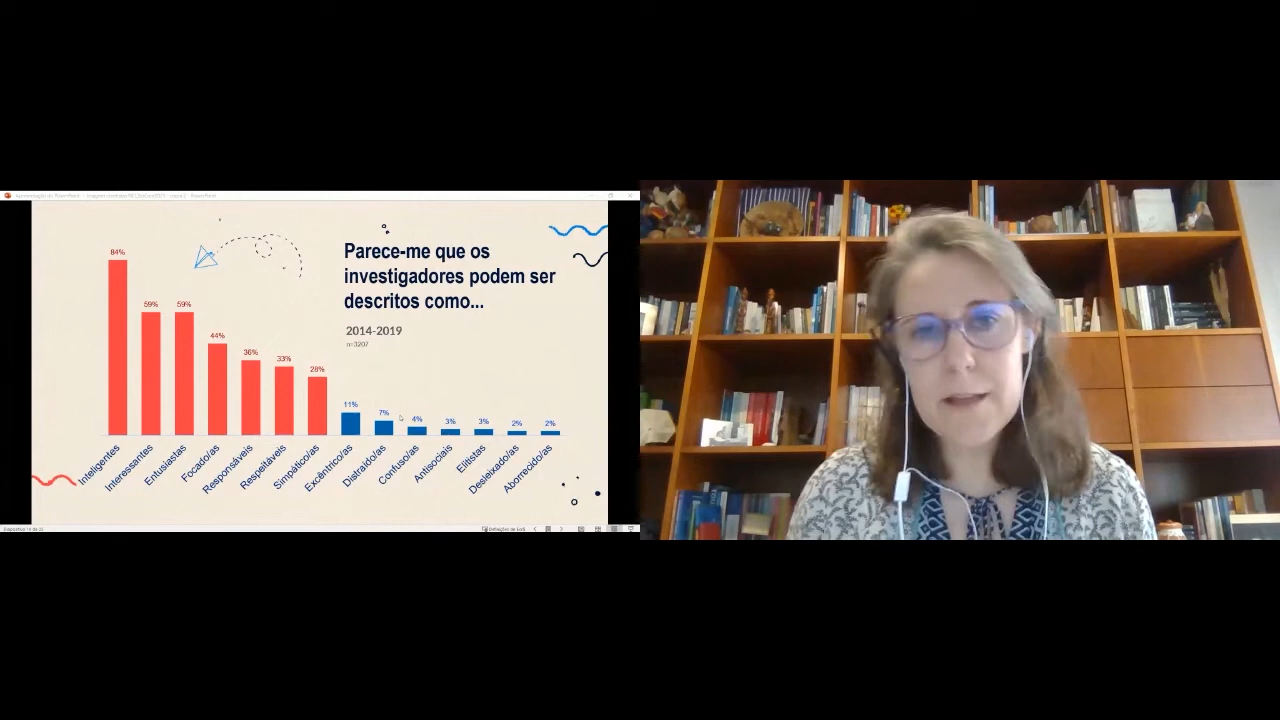 84%
59%
59%
44%
36%
33%
28%
11%
7%
4%
3%
3%
2%
2%
Parece-me que os
investigadores podem ser
descritos como...
2014-2019
n=3207
Inteligentes
Interessantes
Entusiastas
Focado/as
Responsáveis
Respeitáveis
Simpático/as
Excêntrico/as
Distraído/as
Confuso/as
Antisociais
Elitistas
Desleixado/as
Aborrecido/as